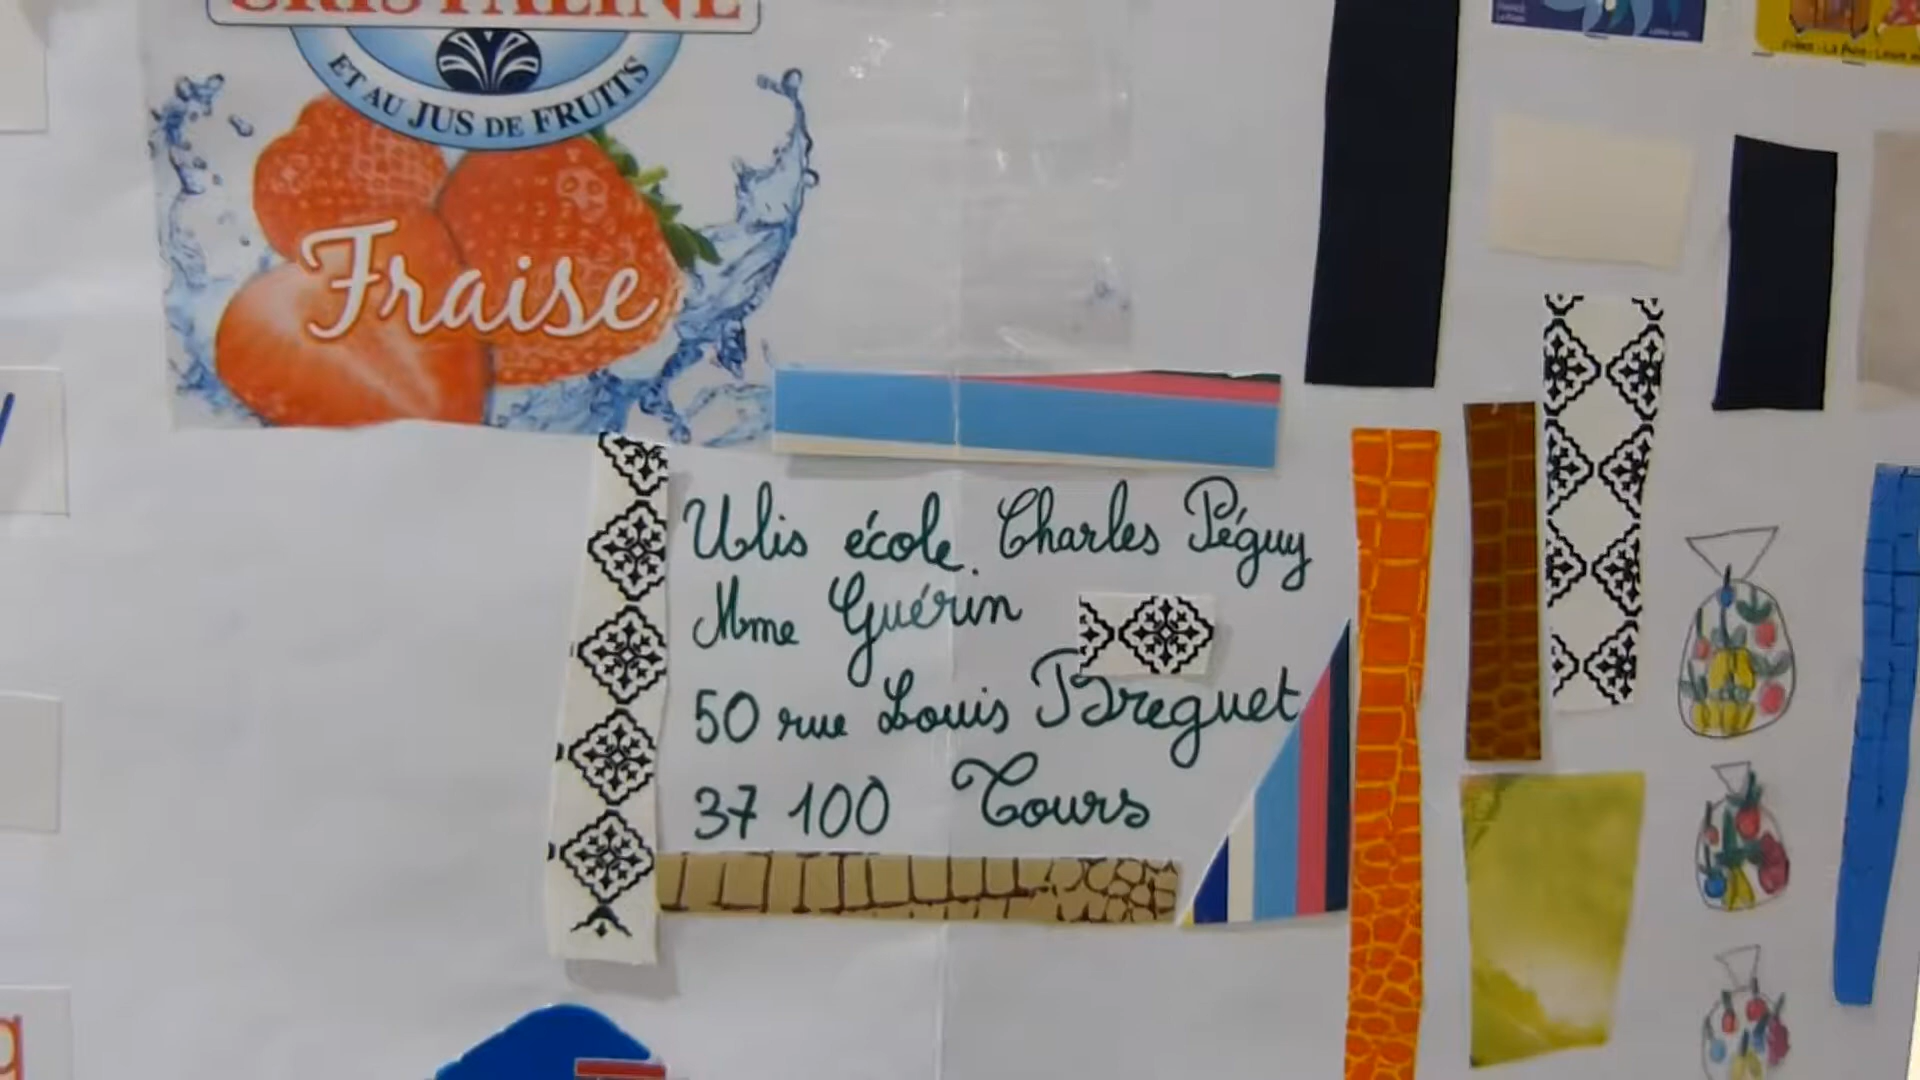 CRISTALINE
ET AU JUS DE FRUITS
Fraise
Ulis école Charles Péguy
Mme Guérin
50 rue Louis Breguet
37 100 Tours